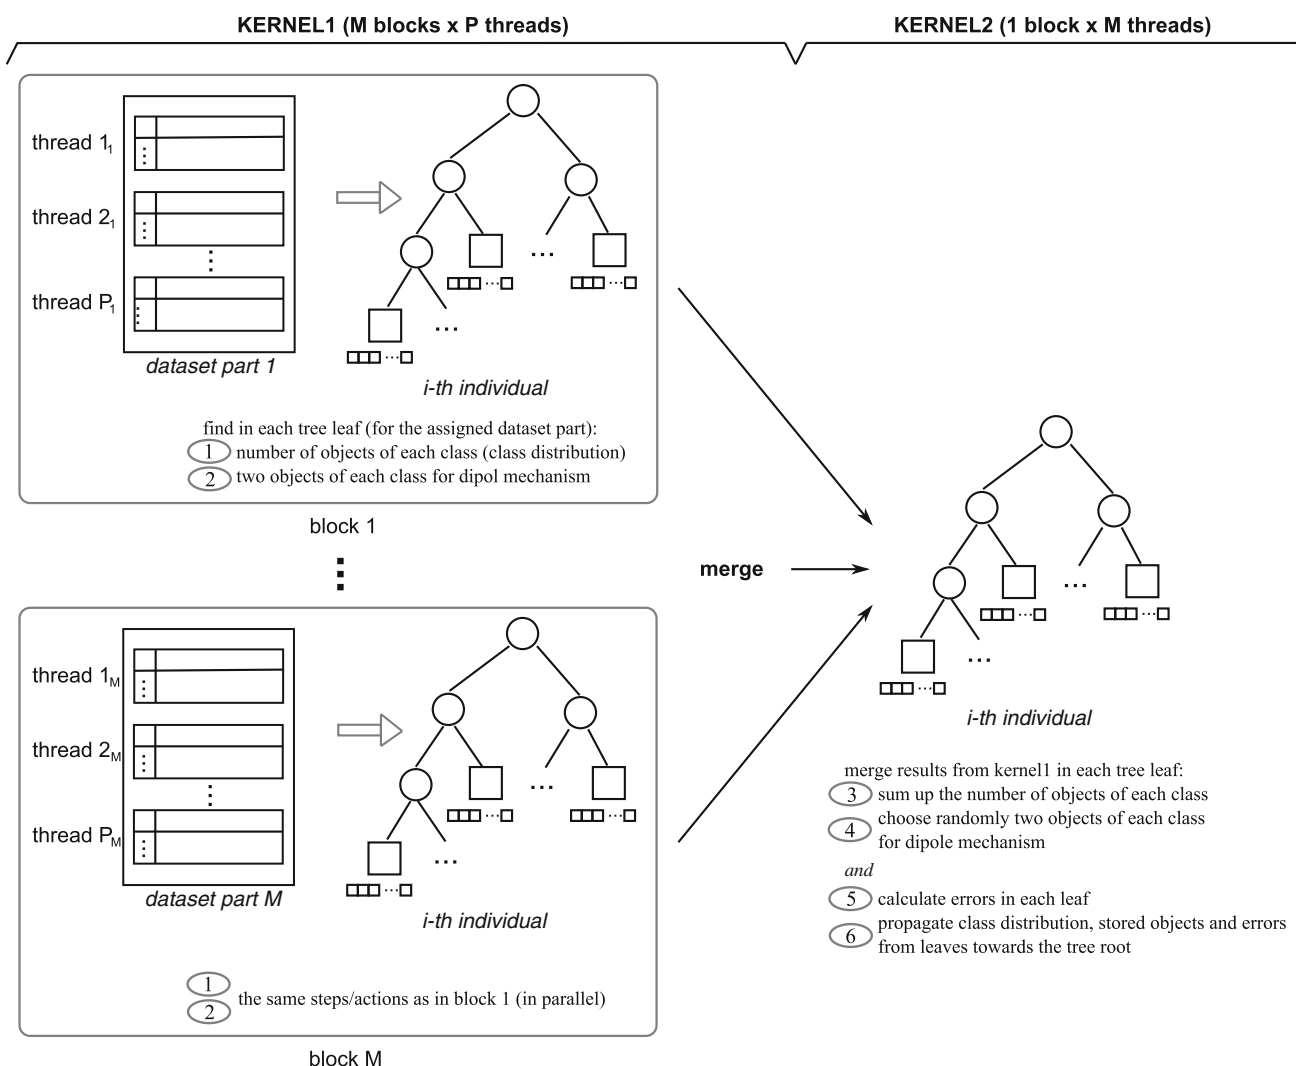 KERNEL1 (M blocks x P threads)
KERNEL2 (1 block x M threads)
thread 1₁
thread 2₁
thread P₁
dataset part 1
i-th individual
find in each tree leaf (for the assigned dataset part):
1 number of objects of each class (class distribution)
2 two objects of each class for dipol mechanism
block 1
merge
thread 1M
thread 2M
thread PM
dataset part M
i-th individual
1
2
the same steps/actions as in block 1 (in parallel)
block M
i-th individual
merge results from kernel1 in each tree leaf:
3 sum up the number of objects of each class
4 choose randomly two objects of each class
for dipole mechanism
and
5 calculate errors in each leaf
6 propagate class distribution, stored objects and errors
from leaves towards the tree root